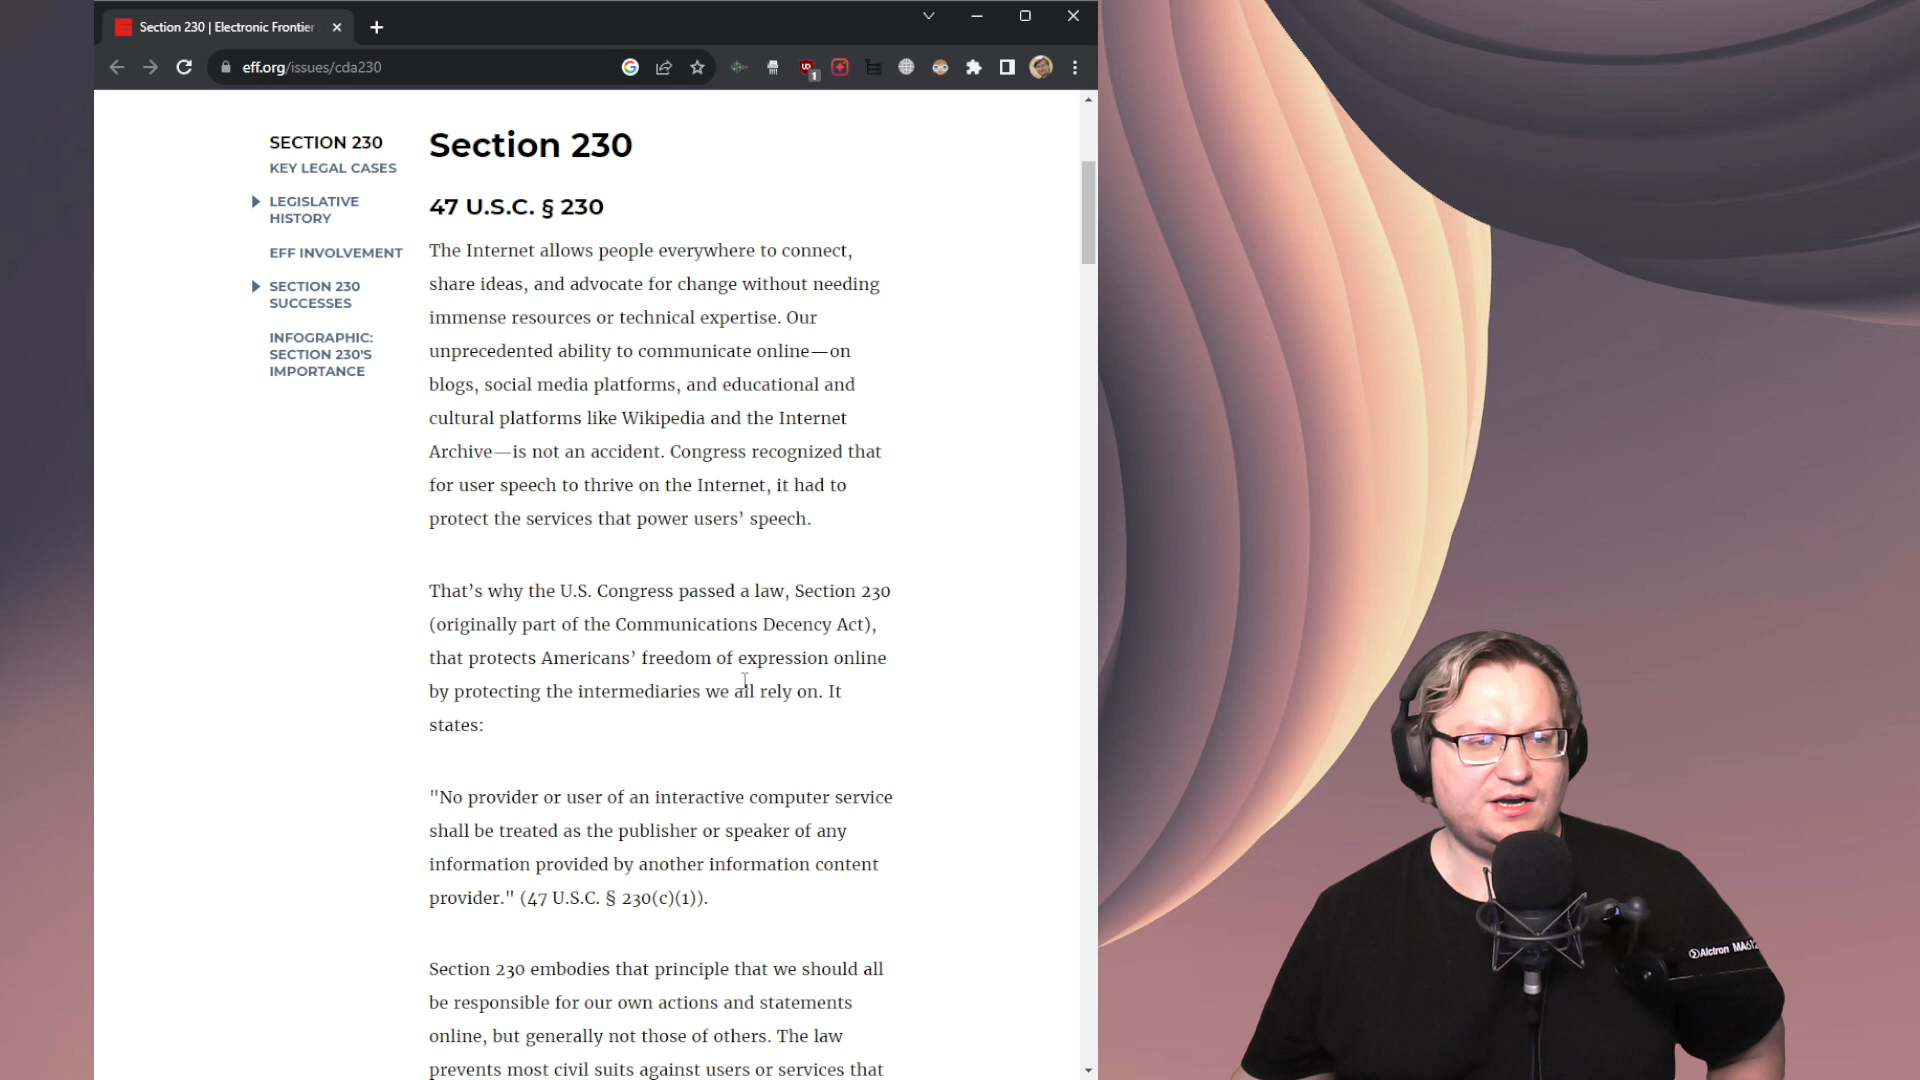 Section 230 | Electronic Frontier
eff.org/issues/cda230
1
SECTION 230
KEY LEGAL CASES
LEGISLATIVE
HISTORY
EFF INVOLVEMENT
SECTION 230
SUCCESSES
INFOGRAPHIC:
SECTION 230'S
IMPORTANCE
Section 230
47 U.S.C. § 230
The Internet allows people everywhere to connect,
share ideas, and advocate for change without needing
immense resources or technical expertise. Our
unprecedented ability to communicate online—on
blogs, social media platforms, and educational and
cultural platforms like Wikipedia and the Internet
Archive—is not an accident. Congress recognized that
for user speech to thrive on the Internet, it had to
protect the services that power users’ speech.
That’s why the U.S. Congress passed a law, Section 230
(originally part of the Communications Decency Act),
that protects Americans’ freedom of expression online
by protecting the intermediaries we all rely on. It
states:
"No provider or user of an interactive computer service
shall be treated as the publisher or speaker of any
information provided by another information content
provider." (47 U.S.C. § 230(c)(1)).
Section 230 embodies that principle that we should all
be responsible for our own actions and statements
online, but generally not those of others. The law
prevents most civil suits against users or services that
Alctron